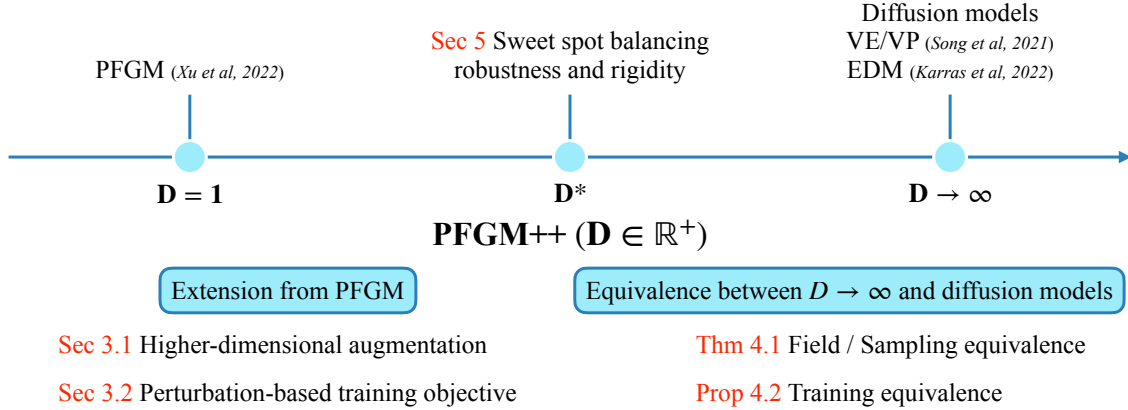 PFGM (Xu et al, 2022)
Sec 5 Sweet spot balancing
robustness and rigidity
Diffusion models
VE/VP (Song et al, 2021)
EDM (Karras et al, 2022)
D = 1
D*
D → ∞
PFGM++ (D ∈ ℝ⁺)
Extension from PFGM
Sec 3.1 Higher-dimensional augmentation
Sec 3.2 Perturbation-based training objective
Equivalence between D → ∞ and diffusion models
Thm 4.1 Field / Sampling equivalence
Prop 4.2 Training equivalence